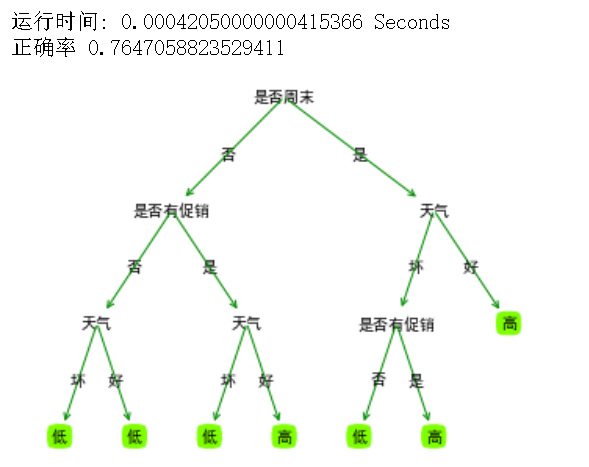 运行时间: 0.00042050000000415366 Seconds
正确率 0.7647058823529411
是否周末
否 是
是否有促销 天气
否 是 坏 好
天气 天气 是否有促销 高
坏 好 坏 好 否 是
低 低 低 高 低 高